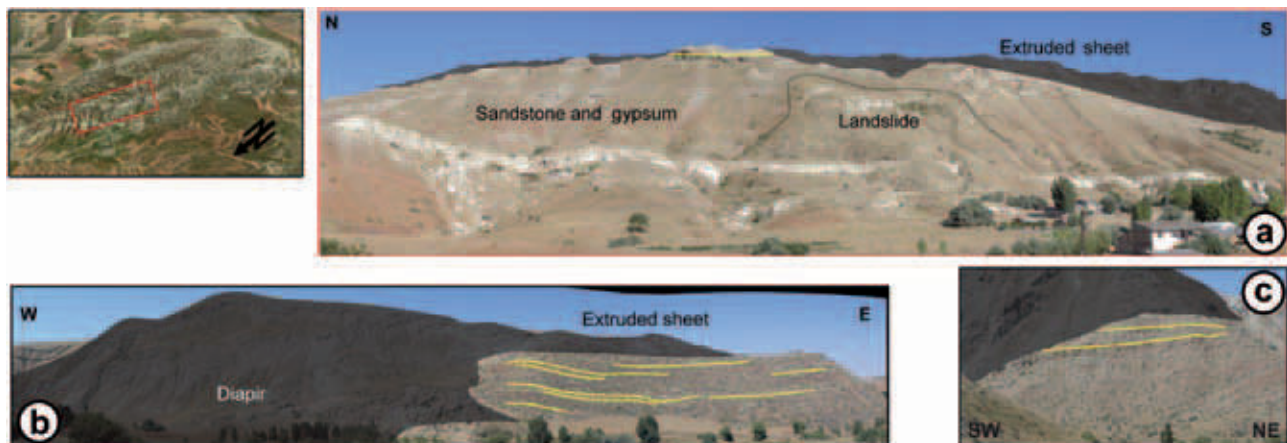 N
S
Extruded sheet
Sandstone and gypsum
Landslide
a
W
E
Extruded sheet
Diapir
b
c
SW
NE